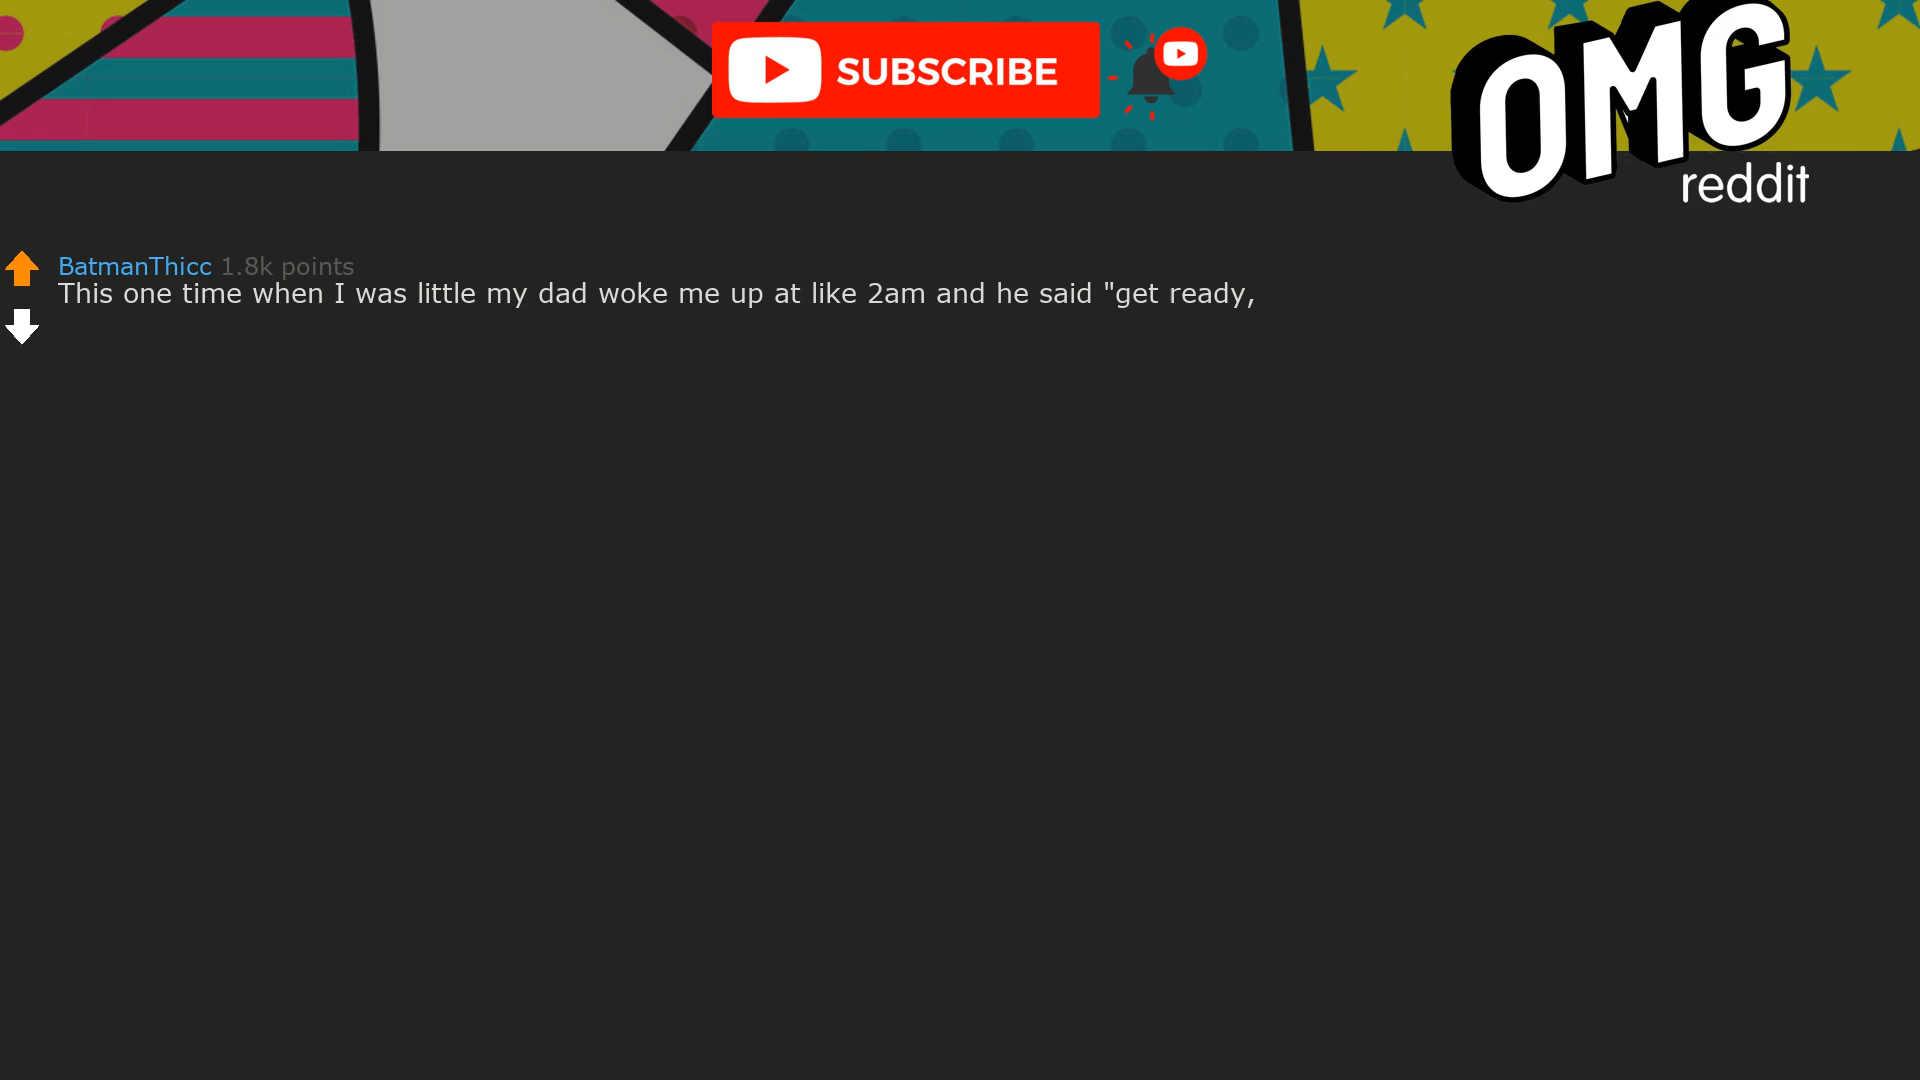 SUBSCRIBE
OMG
reddit
BatmanThicc 1.8k points
This one time when I was little my dad woke me up at like 2am and he said "get ready,